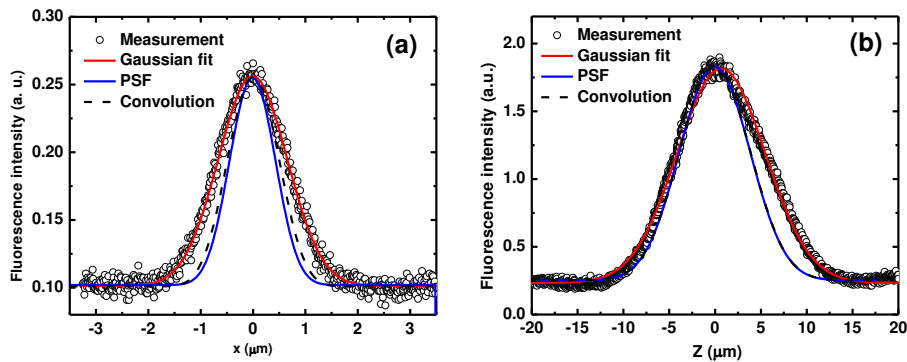 (a)
Measurement
Gaussian fit
PSF
Convolution
Fluorescence intensity (a. u.)
0.30
0.25
0.20
0.15
0.10
-3 -2 -1 0 1 2 3
x (μm)
(b)
Measurement
Gaussian fit
PSF
Convolution
Fluorescence intensity (a.u.)
2.0
1.5
1.0
0.5
0.0
-20 -15 -10 -5 0 5 10 15 20
Z (μm)